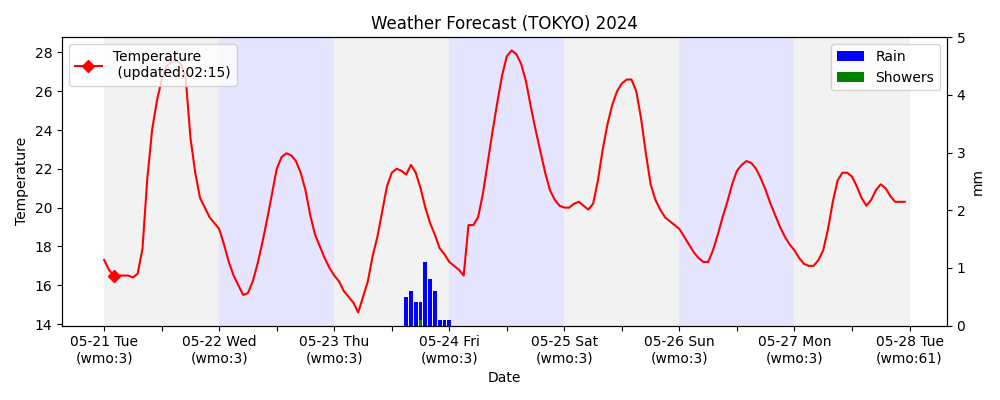 Weather Forecast (TOKYO) 2024
Temperature
(updated:02:15)
Rain
Showers
Temperature
28
26
24
22
20
18
16
14
5
4
3
2
1
0
mm
05-21 Tue
(wmo:3)
05-22 Wed
(wmo:3)
05-23 Thu
(wmo:3)
05-24 Fri
(wmo:3)
05-25 Sat
(wmo:3)
05-26 Sun
(wmo:3)
05-27 Mon
(wmo:3)
05-28 Tue
(wmo:61)
Date